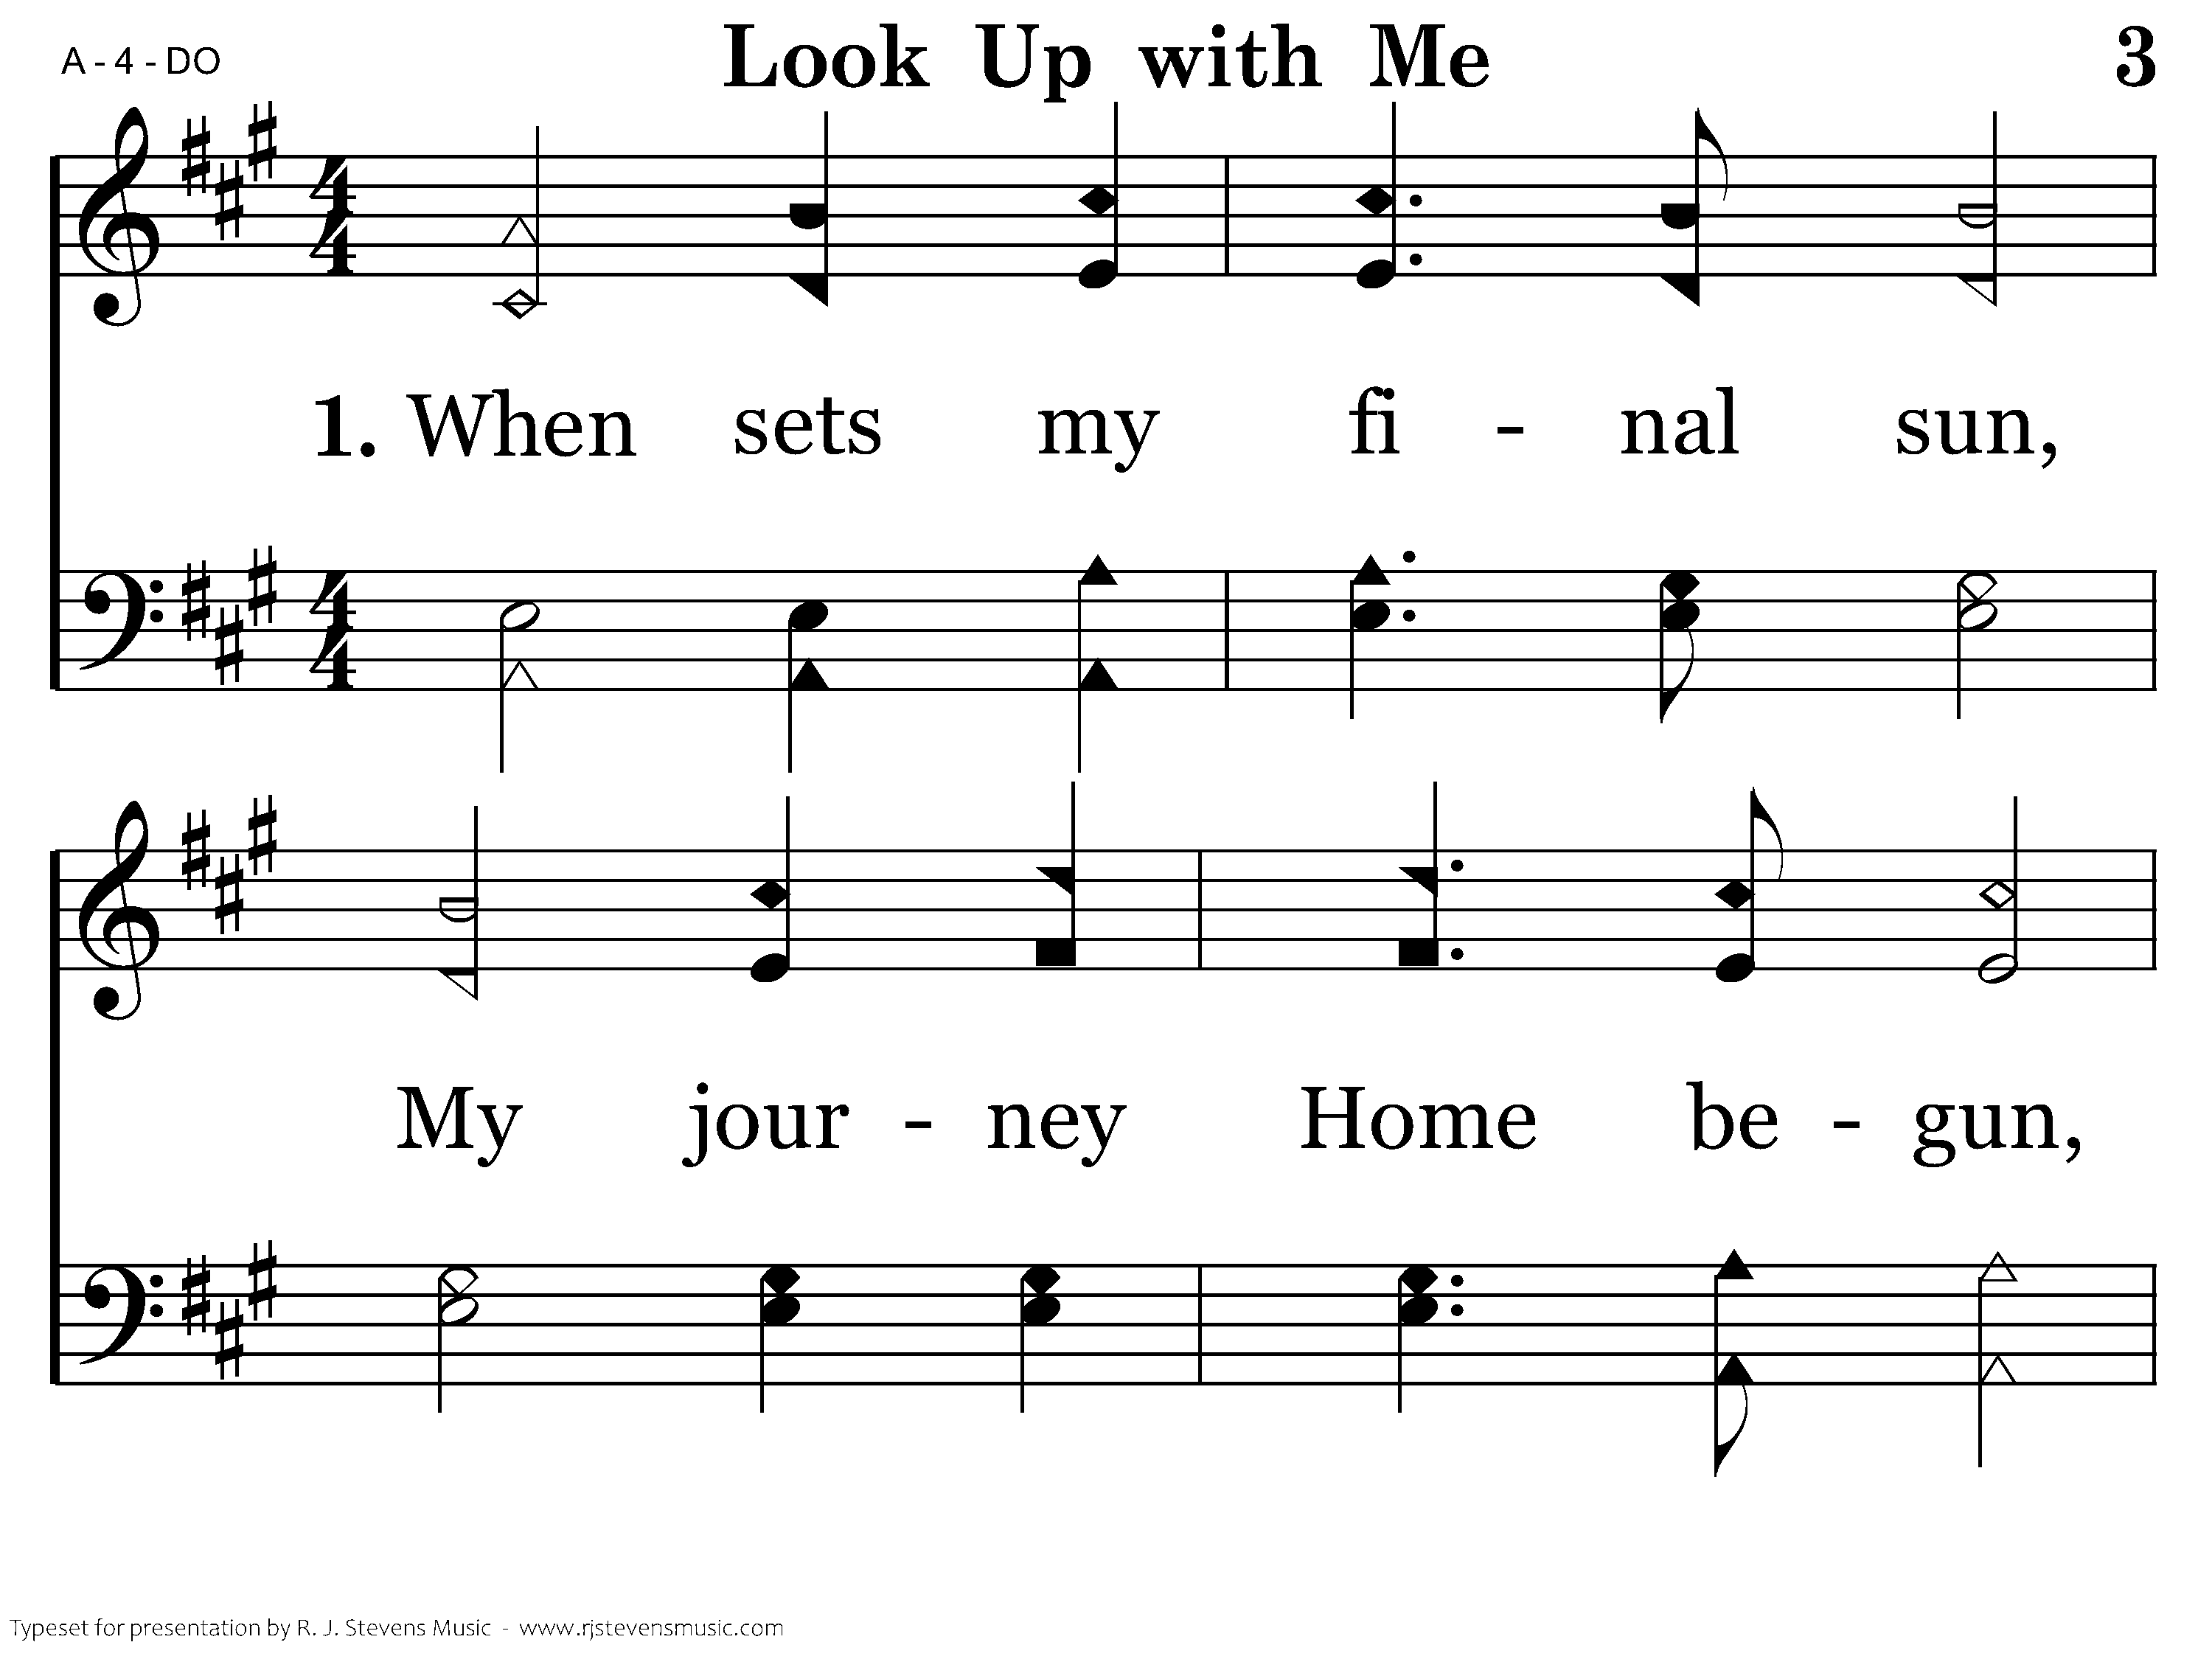 A - 4 - DO
Look Up with Me
3
1. When sets my fi - nal sun,
My jour - ney Home be - gun,
Typeset for presentation by R. J. Stevens Music - www.rjstevensmusic.com